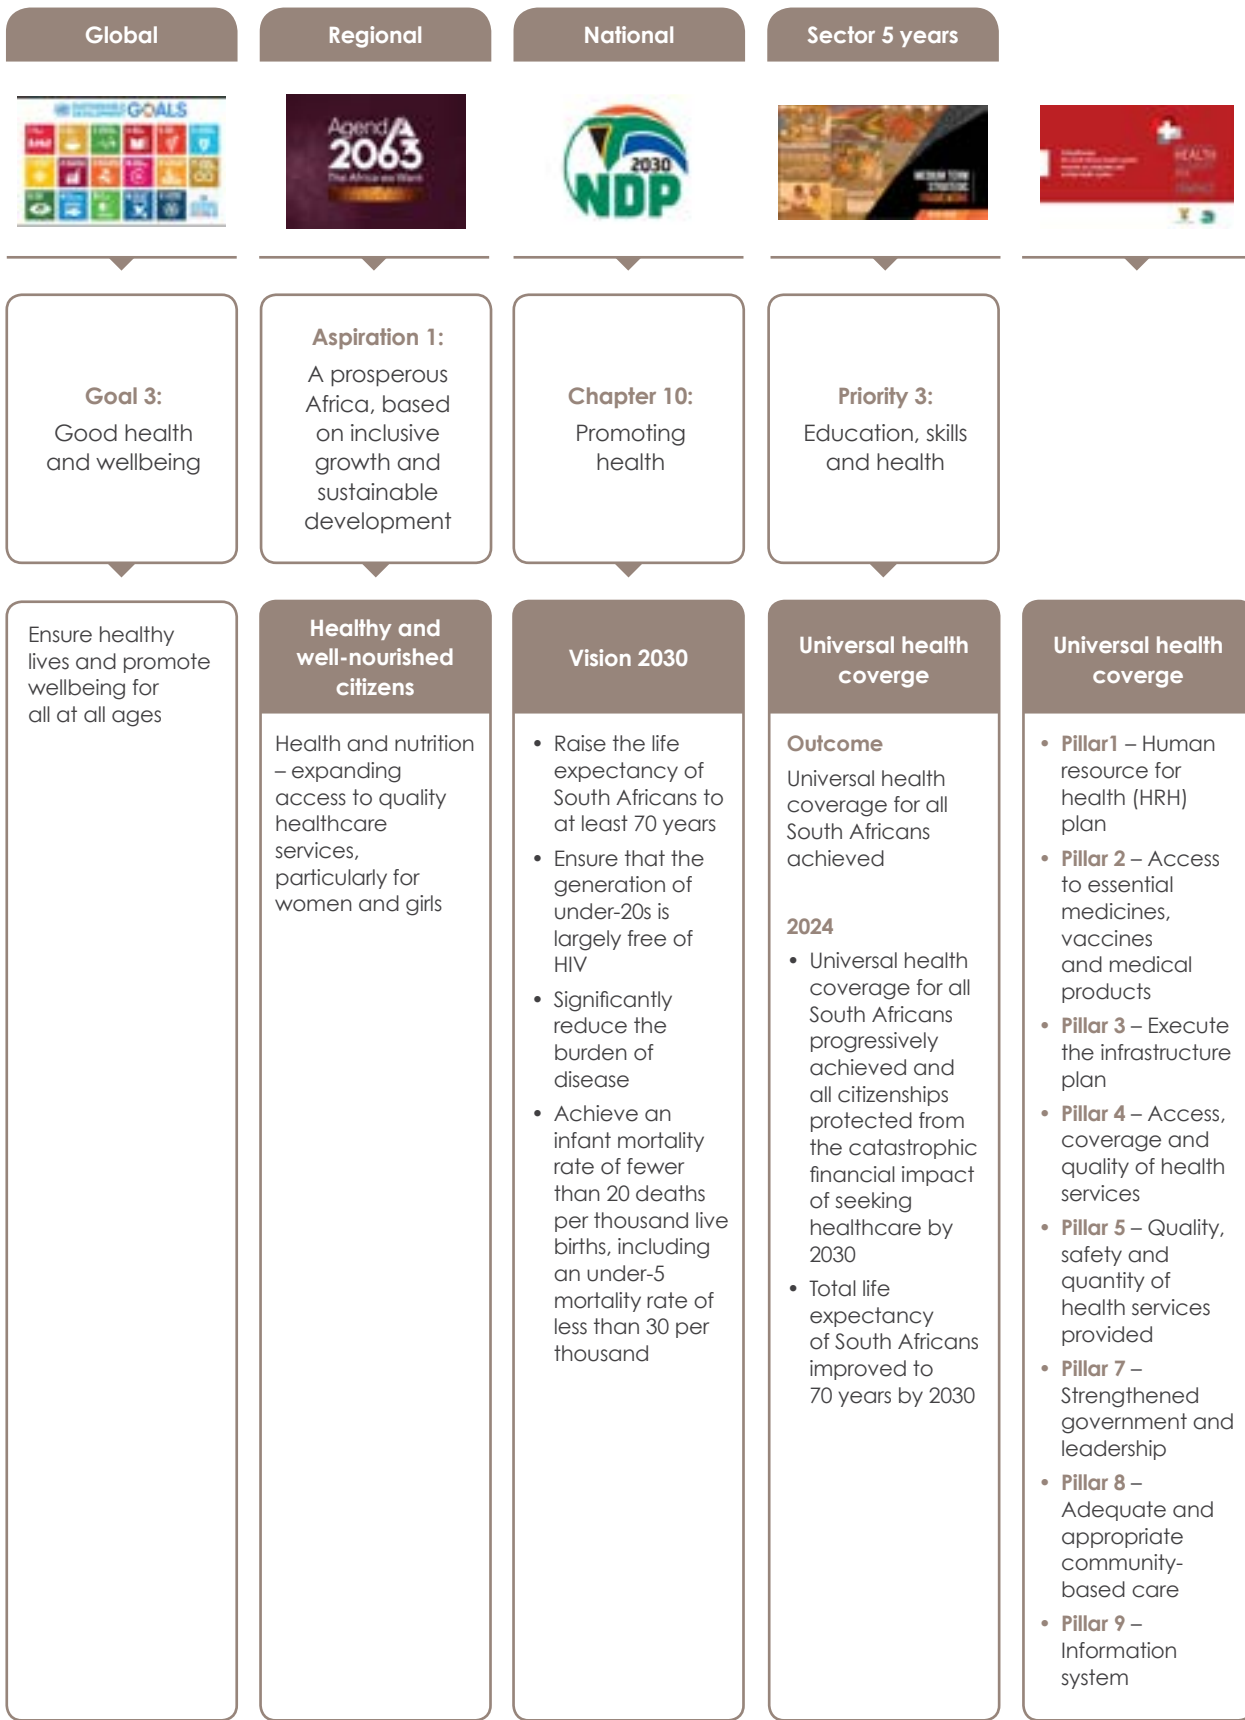 Global
Regional
National
Sector 5 years
GOALS
Agenda
2063
The Africa we Want
2030
NDP
MEDIUM TERM
STRATEGIC
FRAMEWORK
HEALTH
Goal 3:
Good health
and wellbeing
Aspiration 1:
A prosperous
Africa, based
on inclusive
growth and
sustainable
development
Chapter 10:
Promoting
health
Priority 3:
Education, skills
and health
Ensure healthy
lives and promote
wellbeing for
all at all ages
Healthy and
well-nourished
citizens
Health and nutrition
– expanding
access to quality
healthcare
services,
particularly for
women and girls
Vision 2030
• Raise the life
expectancy of
South Africans to
at least 70 years
• Ensure that the
generation of
under-20s is
largely free of
HIV
• Significantly
reduce the
burden of
disease
• Achieve an
infant mortality
rate of fewer
than 20 deaths
per thousand live
births, including
an under-5
mortality rate of
less than 30 per
thousand
Universal health
coverge
Outcome
Universal health
coverage for all
South Africans
achieved
2024
• Universal health
coverage for all
South Africans
progressively
achieved and
all citizenships
protected from
the catastrophic
financial impact
of seeking
healthcare by
2030
• Total life
expectancy
of South Africans
improved to
70 years by 2030
Universal health
coverge
• Pillar1 – Human
resource for
health (HRH)
plan
• Pillar 2 – Access
to essential
medicines,
vaccines
and medical
products
• Pillar 3 – Execute
the infrastructure
plan
• Pillar 4 – Access,
coverage and
quality of health
services
• Pillar 5 – Quality,
safety and
quantity of
health services
provided
• Pillar 7 –
Strengthened
government and
leadership
• Pillar 8 –
Adequate and
appropriate
community-
based care
• Pillar 9 –
Information
system